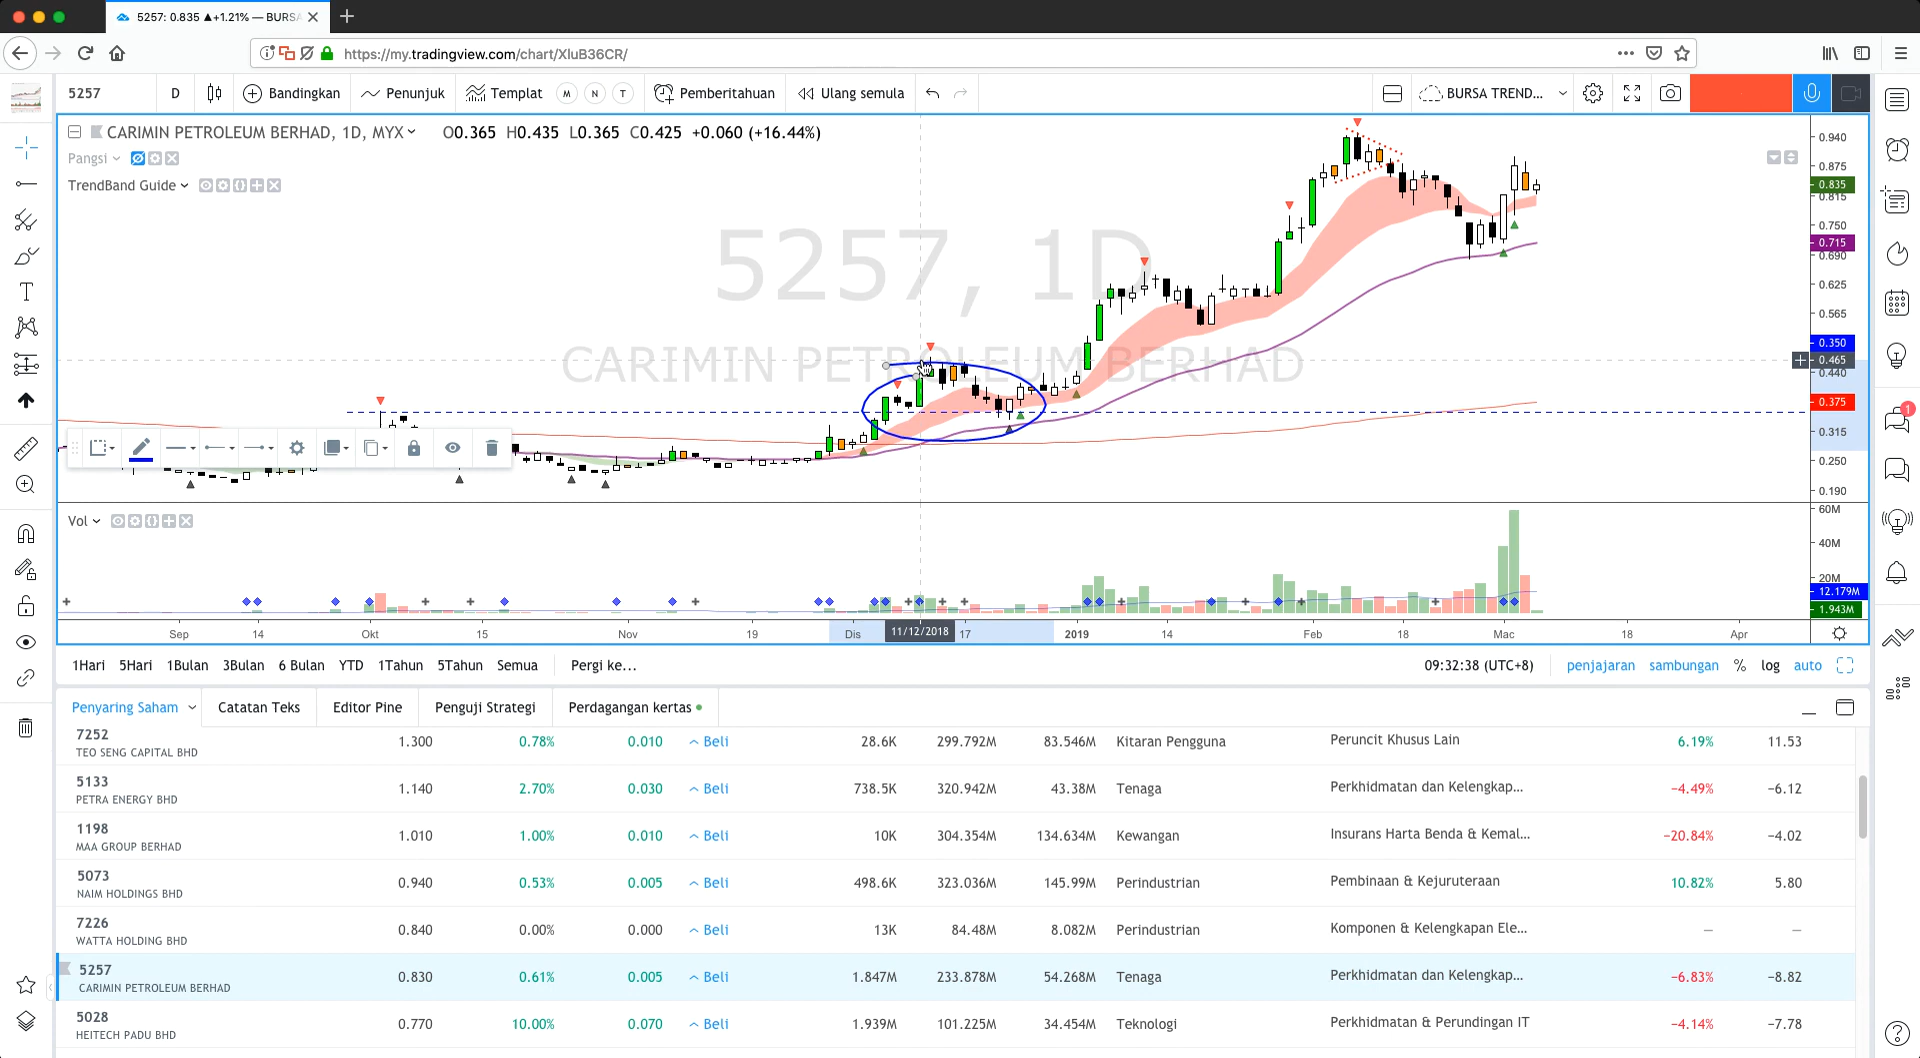 5257: 0.835 ▲+1.21% — BURS
https://my.tradingview.com/chart/XluB36CR/
5257 D Bandingkan Penunjuk Templat M N T Pemberitahuan Ulang semula BURSA TREND...
CARIMIN PETROLEUM BERHAD, 1D, MYX O0.365 H0.435 L0.365 C0.425 +0.060 (+16.44%)
Pangsi
TrendBand Guide
5257, 1D
CARIMIN PETROLEUM BERHAD
0.940
0.875
0.835
0.815
0.750
0.715
0.690
0.625
0.565
0.350
0.465
0.440
0.375
0.315
0.250
0.190
Vol
60M
40M
20M
12.179M
1.943M
Sep 14 Okt 15 Nov 19 Dis 11/12/2018 17 2019 14 Feb 18 Mac 18 Apr
1Hari 5Hari 1Bulan 3Bulan 6 Bulan YTD 1Tahun 5Tahun Semua Pergi ke... 09:32:38 (UTC+8) penjajaran sambungan % log auto
Penyaring Saham Catatan Teks Editor Pine Penguji Strategi Perdagangan kertas
7252 1.300 0.78% 0.010 Beli 28.6K 299.792M 83.546M Kitaran Pengguna Peruncit Khusus Lain 6.19% 11.53
TEO SENG CAPITAL BHD
5133 1.140 2.70% 0.030 Beli 738.5K 320.942M 43.38M Tenaga Perkhidmatan dan Kelengkap... −4.49% −6.12
PETRA ENERGY BHD
1198 1.010 1.00% 0.010 Beli 10K 304.354M 134.634M Kewangan Insurans Harta Benda & Kemal... −20.84% −4.02
MAA GROUP BERHAD
5073 0.940 0.53% 0.005 Beli 498.6K 323.036M 145.99M Perindustrian Pembinaan & Kejuruteraan 10.82% 5.80
NAIM HOLDINGS BHD
7226 0.840 0.00% 0.000 Beli 13K 84.48M 8.082M Perindustrian Komponen & Kelengkapan Ele... — —
WATTA HOLDING BHD
5257 0.830 0.61% 0.005 Beli 1.847M 233.878M 54.268M Tenaga Perkhidmatan dan Kelengkap... −6.83% −8.82
CARIMIN PETROLEUM BERHAD
5028 0.770 10.00% 0.070 Beli 1.939M 101.225M 34.454M Teknologi Perkhidmatan & Perundingan IT −4.14% −7.78
HEITECH PADU BHD
1